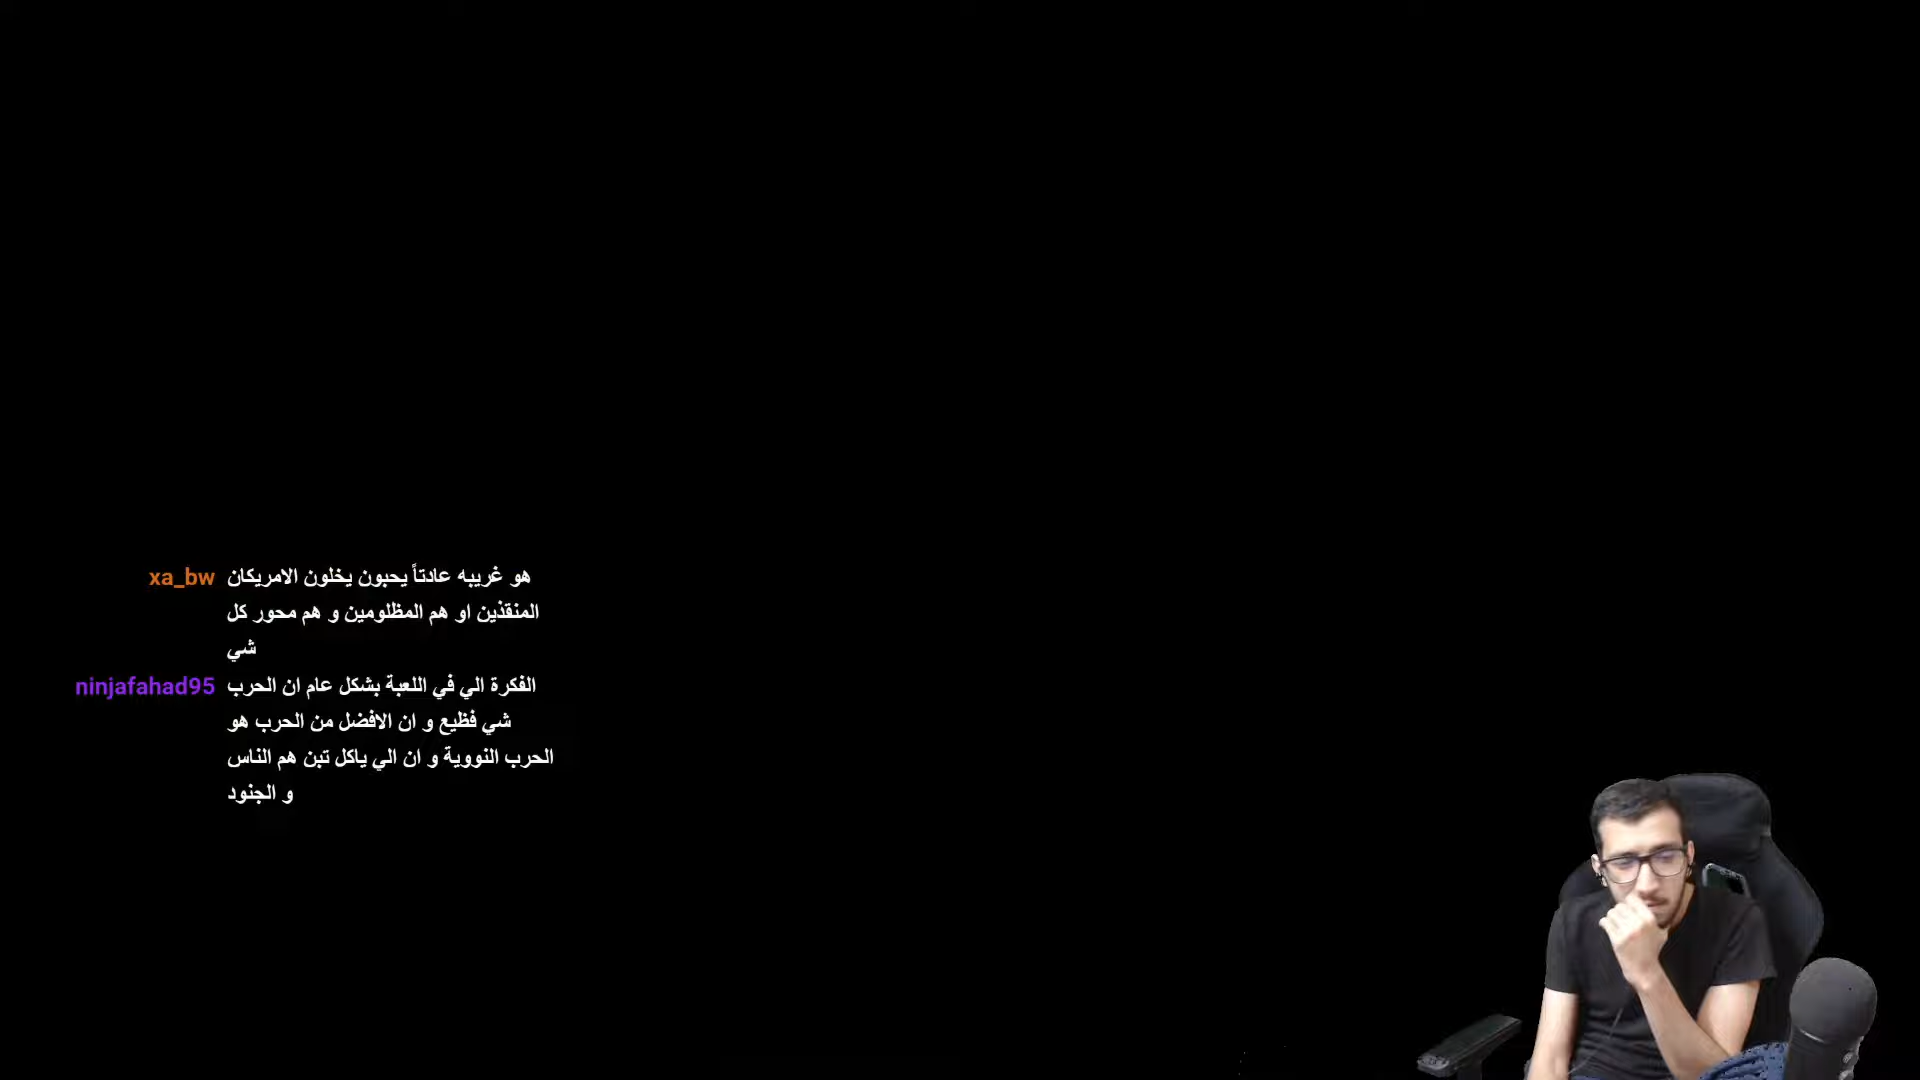 xa_bw هو غريبه عادتاً يحبون يخلون الامريكان
المنقذين او هم المظلومين و هم محور كل
شي
ninjafahad95 الفكرة الي في اللعبة بشكل عام ان الحرب
شي فظيع و ان الافضل من الحرب هو
الحرب النووية و ان الي ياكل تبن هم الناس
و الجنود